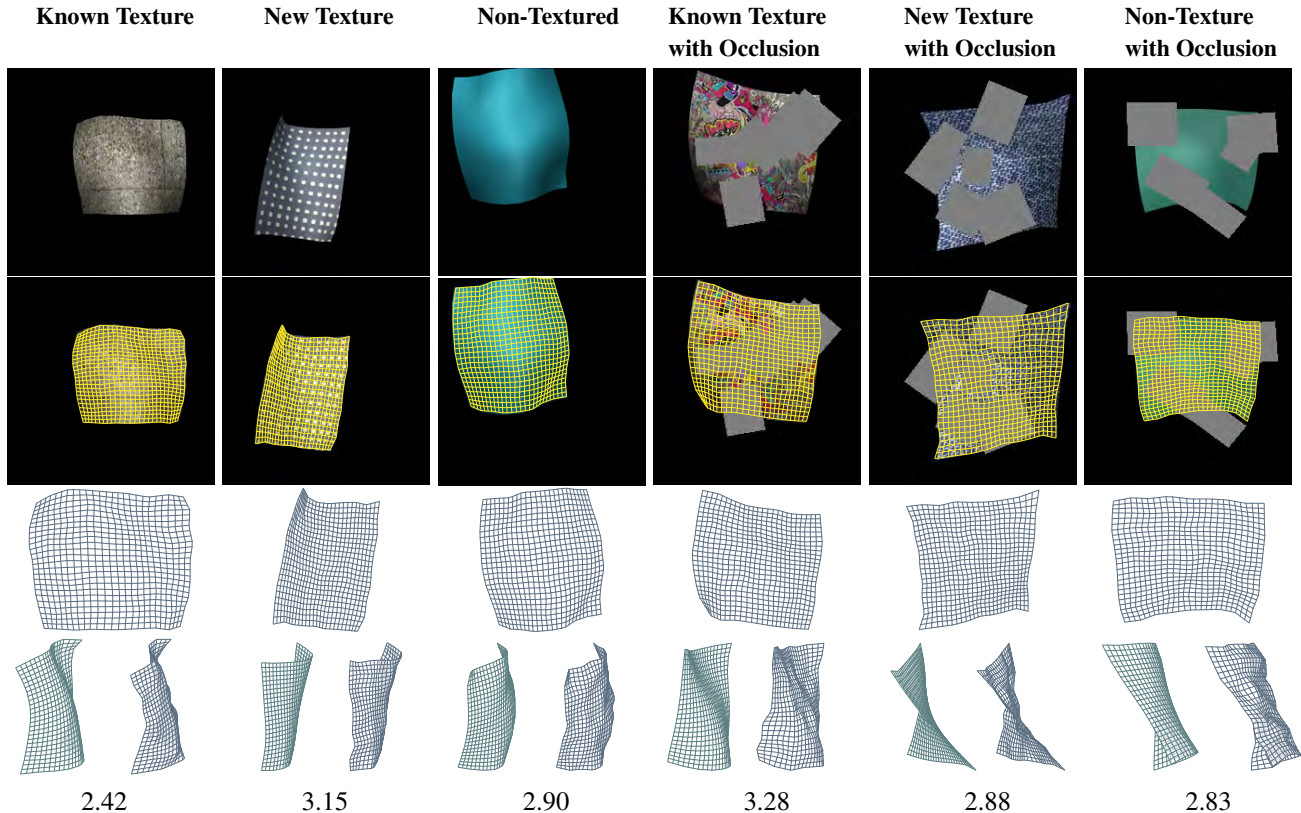 Known Texture New Texture Non-Textured Known Texture New Texture Non-Texture
with Occlusion with Occlusion with Occlusion
2.42 3.15 2.90 3.28 2.88 2.83